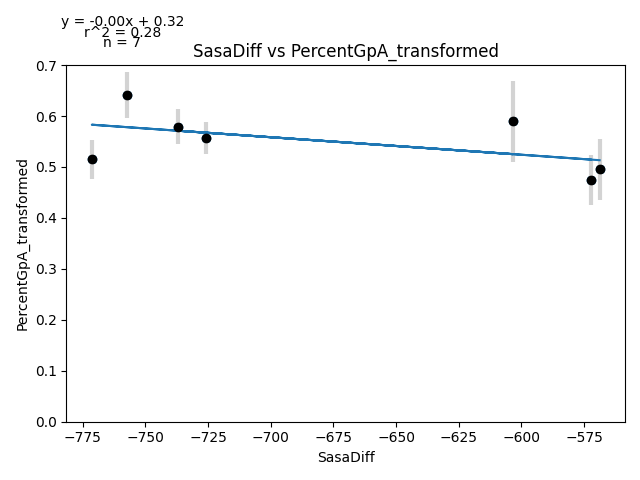 y = -0.00x + 0.32
r^2 = 0.28
n = 7
SasaDiff vs PercentGpA_transformed
PercentGpA_transformed
0.7
0.6
0.5
0.4
0.3
0.2
0.1
0.0
−775 −750 −725 −700 −675 −650 −625 −600 −575
SasaDiff